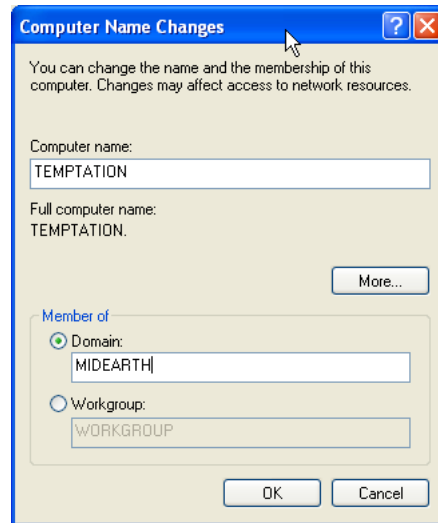 Computer Name Changes
You can change the name and the membership of this
computer. Changes may affect access to network resources.
Computer name:
TEMPTATION
Full computer name:
TEMPTATION.
More...
Member of
Domain:
MIDEARTH
Workgroup:
WORKGROUP
OK Cancel